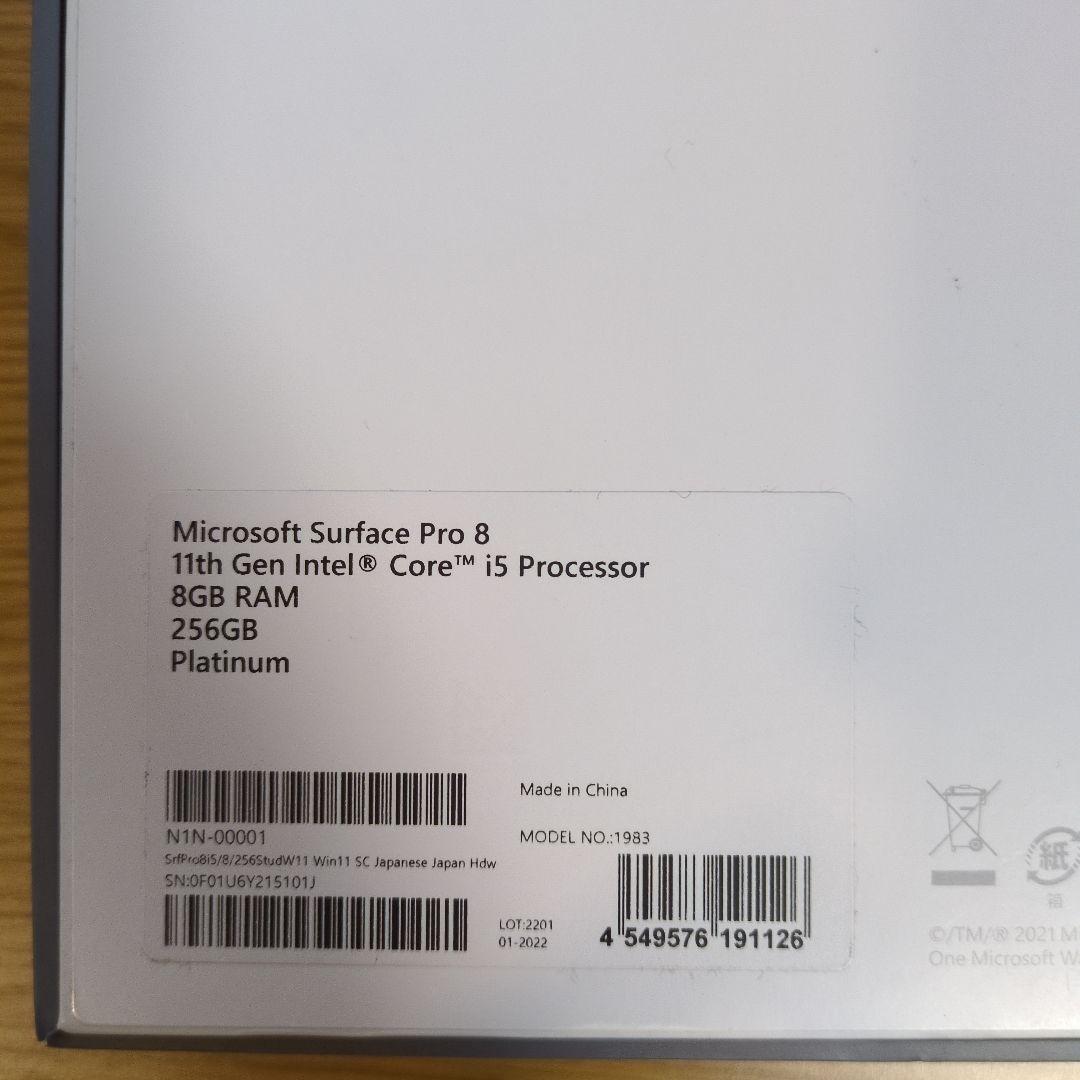 Microsoft Surface Pro 8
11th Gen Intel® Core™ i5 Processor
8GB RAM
256GB
Platinum
N1N-00001
SrfPro8i5/8/256StudW11 Win11 SC Japanese Japan Hdw
SN:0F01U6Y215101J
Made in China
MODEL NO.:1983
LOT:2201
01-2022
4 549576 191126
紙
箱
©/TM/® 2021 M
One Microsoft Wa